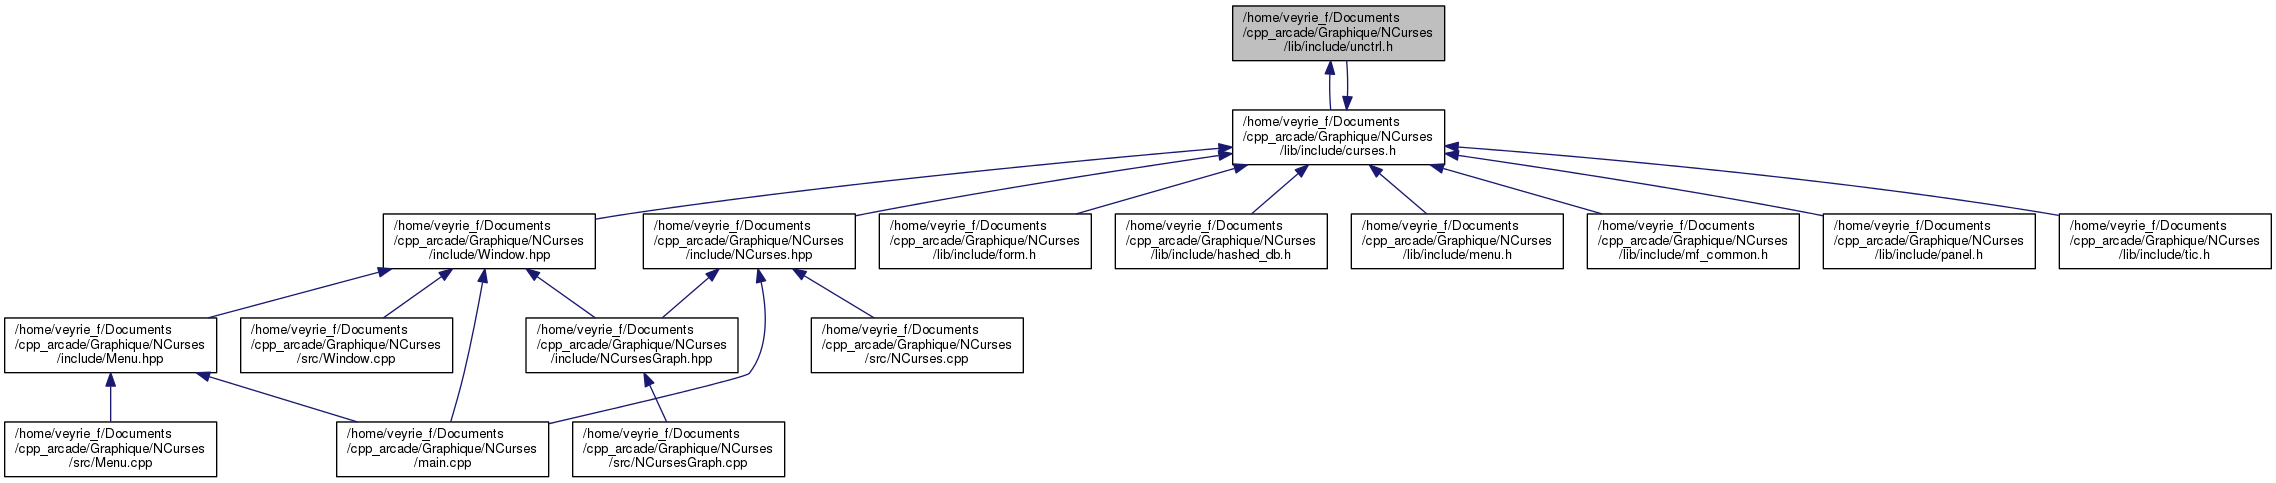 /home/veyrie_f/Documents
/cpp_arcade/Graphique/NCurses
/lib/include/unctrl.h
/home/veyrie_f/Documents
/cpp_arcade/Graphique/NCurses
/lib/include/curses.h
/home/veyrie_f/Documents
/cpp_arcade/Graphique/NCurses
/include/Window.hpp
/home/veyrie_f/Documents
/cpp_arcade/Graphique/NCurses
/include/NCurses.hpp
/home/veyrie_f/Documents
/cpp_arcade/Graphique/NCurses
/lib/include/form.h
/home/veyrie_f/Documents
/cpp_arcade/Graphique/NCurses
/lib/include/hashed_db.h
/home/veyrie_f/Documents
/cpp_arcade/Graphique/NCurses
/lib/include/menu.h
/home/veyrie_f/Documents
/cpp_arcade/Graphique/NCurses
/lib/include/mf_common.h
/home/veyrie_f/Documents
/cpp_arcade/Graphique/NCurses
/lib/include/panel.h
/home/veyrie_f/Documents
/cpp_arcade/Graphique/NCurses
/lib/include/tic.h
/home/veyrie_f/Documents
/cpp_arcade/Graphique/NCurses
/include/Menu.hpp
/home/veyrie_f/Documents
/cpp_arcade/Graphique/NCurses
/src/Window.cpp
/home/veyrie_f/Documents
/cpp_arcade/Graphique/NCurses
/include/NCursesGraph.hpp
/home/veyrie_f/Documents
/cpp_arcade/Graphique/NCurses
/src/NCurses.cpp
/home/veyrie_f/Documents
/cpp_arcade/Graphique/NCurses
/src/Menu.cpp
/home/veyrie_f/Documents
/cpp_arcade/Graphique/NCurses
/main.cpp
/home/veyrie_f/Documents
/cpp_arcade/Graphique/NCurses
/src/NCursesGraph.cpp